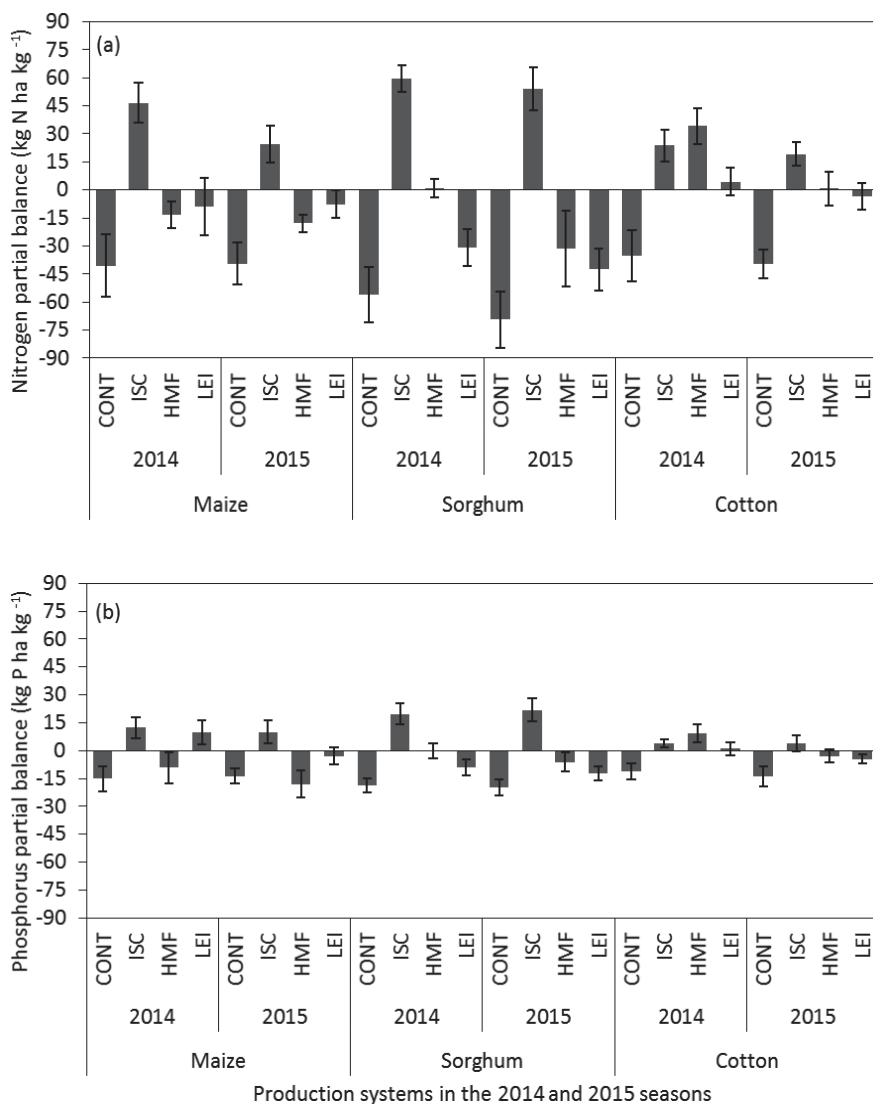 Nitrogen partial balance (kg N ha kg ⁻¹)
90
75
60
45
30
15
0
-15
-30
-45
-60
-75
-90
(a)
CONT ISC HMF LEI CONT ISC HMF LEI CONT ISC HMF LEI CONT ISC HMF LEI CONT ISC HMF LEI CONT ISC HMF LEI
2014 2015 2014 2015 2014 2015
Maize Sorghum Cotton
Phosphorus partial balance (kg P ha kg ⁻¹)
90
75
60
45
30
15
0
-15
-30
-45
-60
-75
-90
(b)
CONT ISC HMF LEI CONT ISC HMF LEI CONT ISC HMF LEI CONT ISC HMF LEI CONT ISC HMF LEI CONT ISC HMF LEI
2014 2015 2014 2015 2014 2015
Maize Sorghum Cotton
Production systems in the 2014 and 2015 seasons